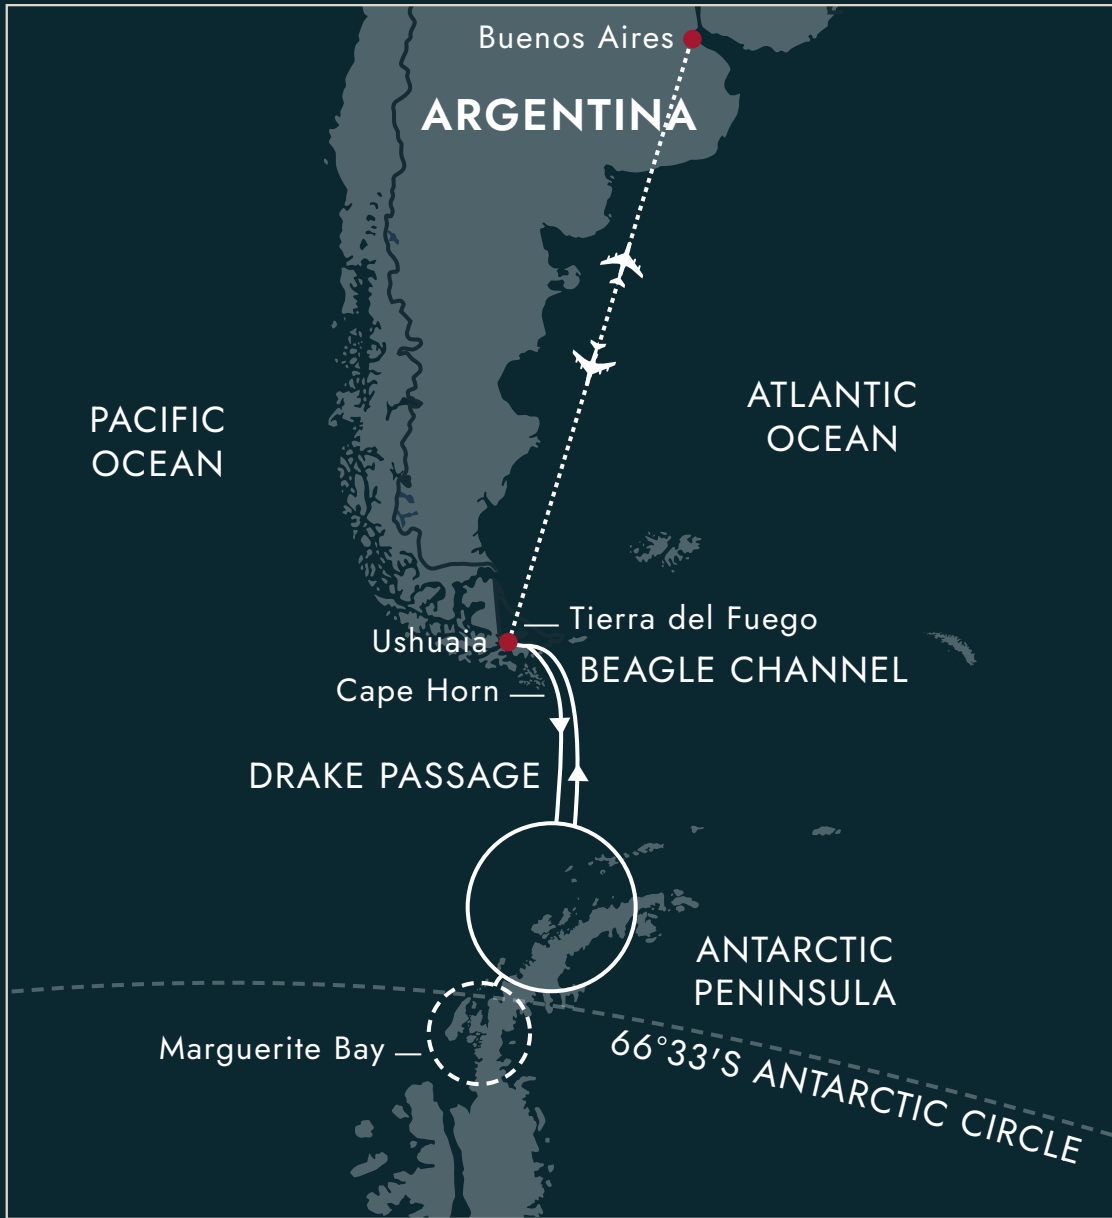 Buenos Aires
ARGENTINA
PACIFIC
OCEAN
ATLANTIC
OCEAN
Tierra del Fuego
Ushuaia
BEAGLE CHANNEL
Cape Horn
DRAKE PASSAGE
ANTARCTIC
PENINSULA
Marguerite Bay
66°33'S ANTARCTIC CIRCLE